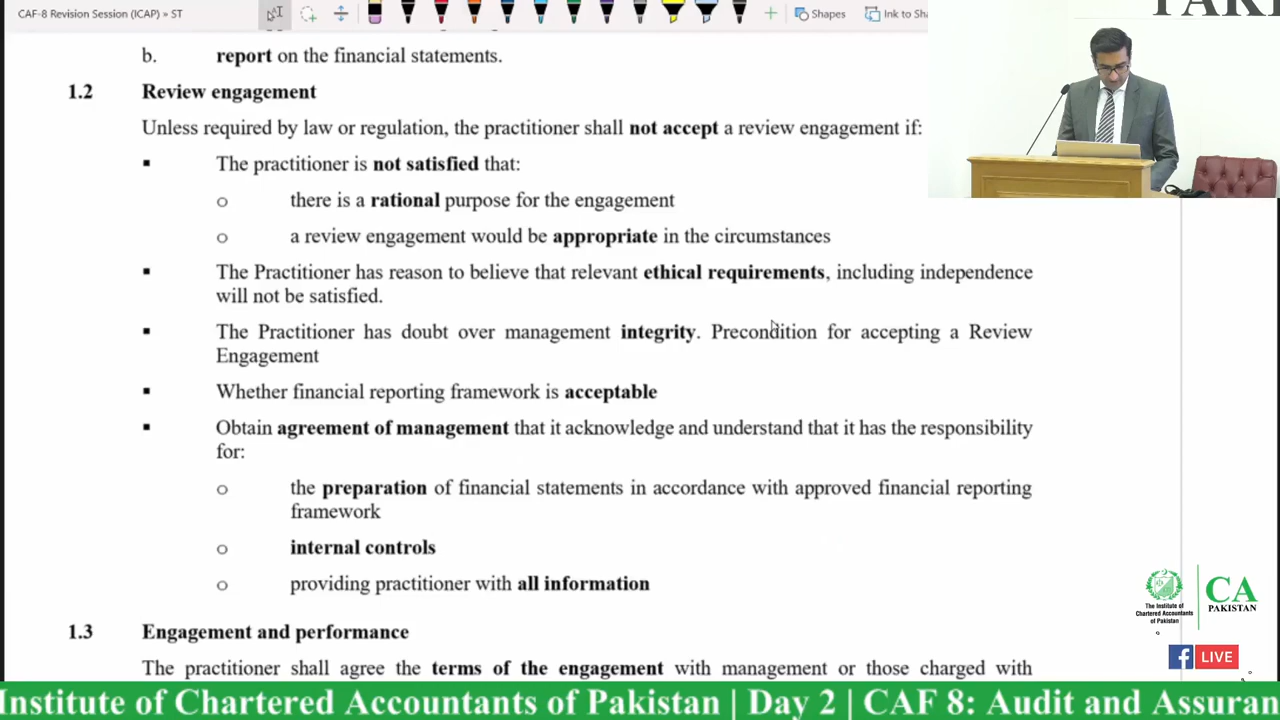 CAF-8 Revision Session (ICAP) » ST
Shapes
Ink to Sha
b. report on the financial statements.
1.2 Review engagement
Unless required by law or regulation, the practitioner shall not accept a review engagement if:
▪ The practitioner is not satisfied that:
o there is a rational purpose for the engagement
o a review engagement would be appropriate in the circumstances
▪ The Practitioner has reason to believe that relevant ethical requirements, including independence
will not be satisfied.
▪ The Practitioner has doubt over management integrity. Precondition for accepting a Review
Engagement
▪ Whether financial reporting framework is acceptable
▪ Obtain agreement of management that it acknowledge and understand that it has the responsibility
for:
o the preparation of financial statements in accordance with approved financial reporting
framework
o internal controls
o providing practitioner with all information
1.3 Engagement and performance
The practitioner shall agree the terms of the engagement with management or those charged with
The Institute of
Chartered Accountants
of Pakistan
CA
PAKISTAN
LIVE
Institute of Chartered Accountants of Pakistan | Day 2 | CAF 8: Audit and Assuran